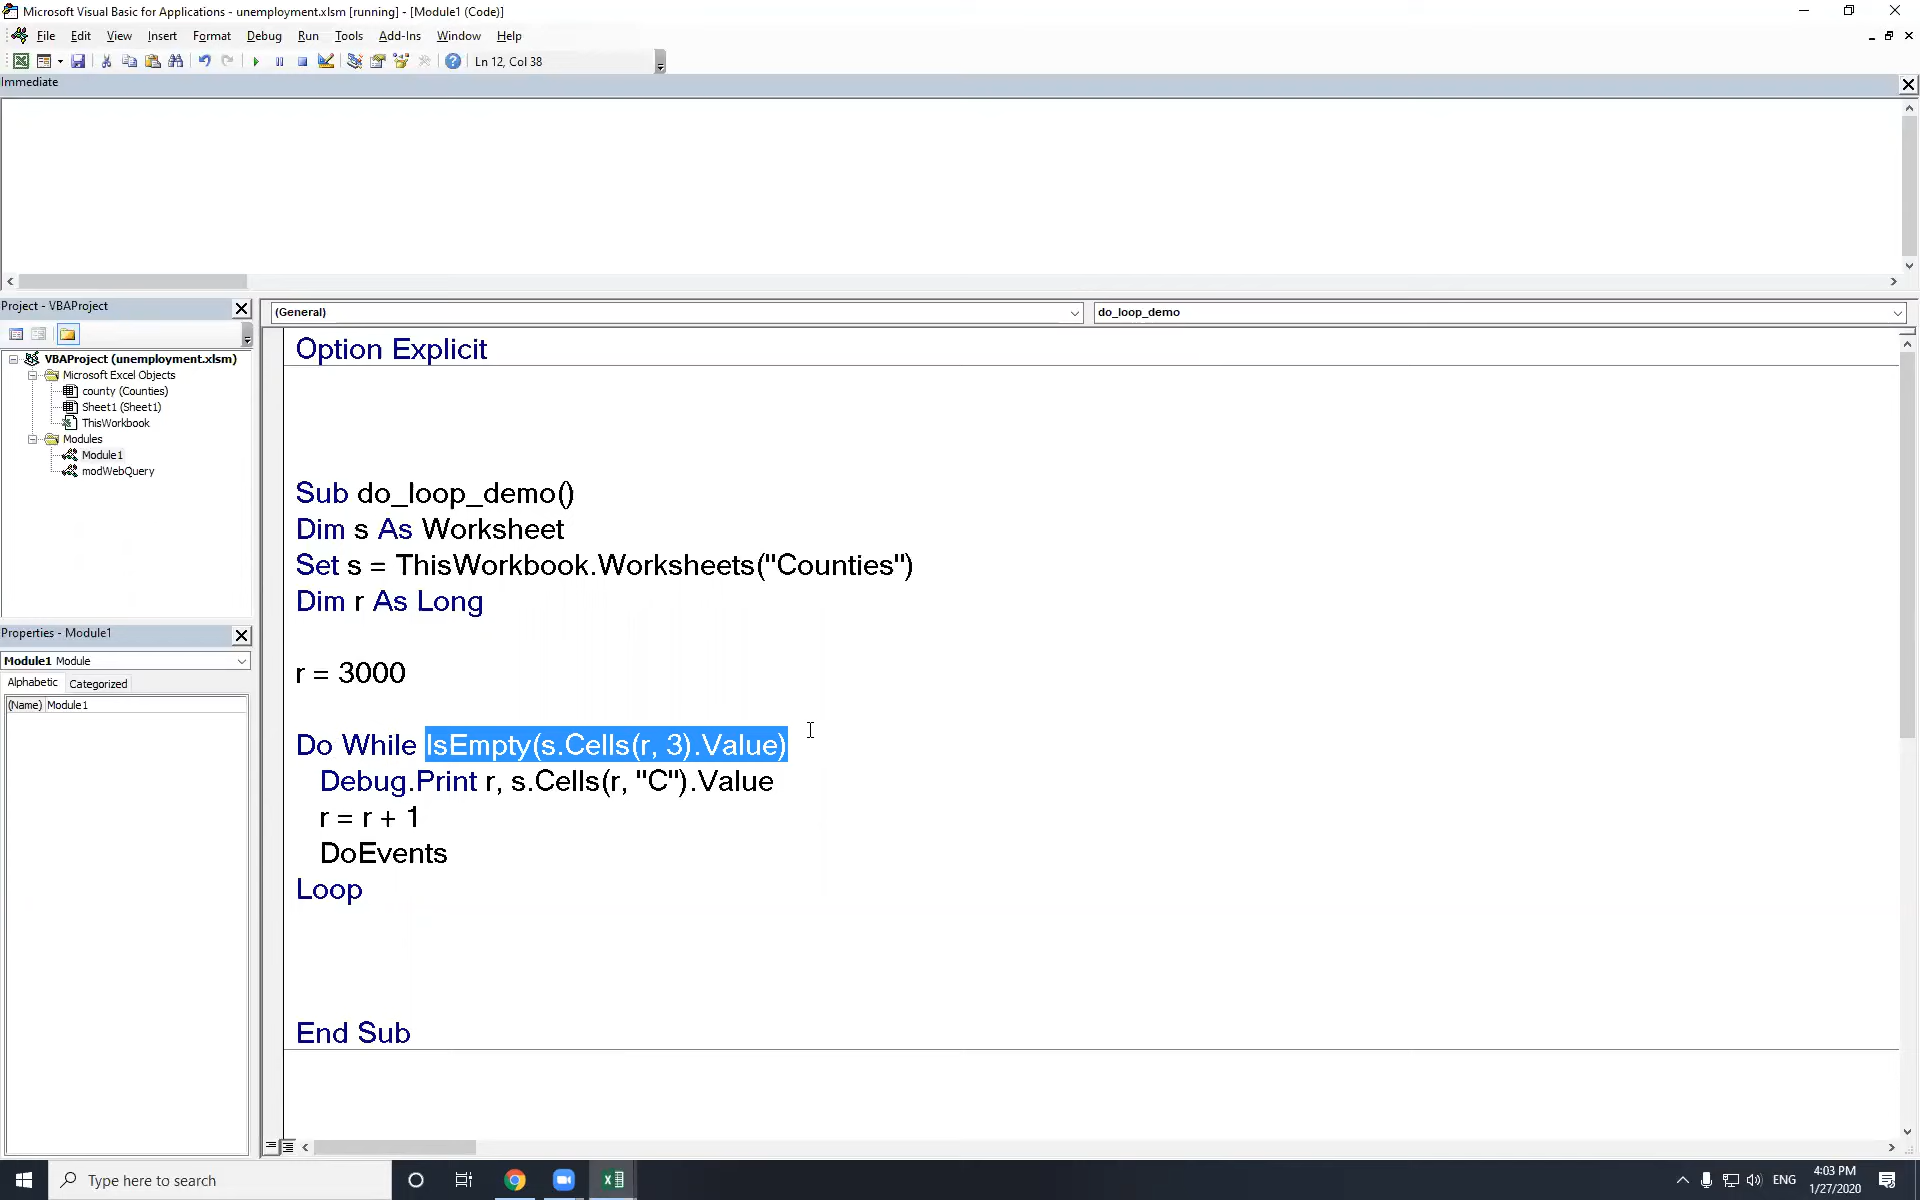 Microsoft Visual Basic for Applications - unemployment.xlsm [running] - [Module1 (Code)]
File Edit View Insert Format Debug Run Tools Add-Ins Window Help
Ln 12, Col 38
Immediate
Project - VBAProject
VBAProject (unemployment.xlsm)
Microsoft Excel Objects
county (Counties)
Sheet1 (Sheet1)
ThisWorkbook
Modules
Module1
modWebQuery
Properties - Module1
Module1 Module
Alphabetic Categorized
(Name) Module1
(General) do_loop_demo
Option Explicit
Sub do_loop_demo()
Dim s As Worksheet
Set s = ThisWorkbook.Worksheets("Counties")
Dim r As Long
r = 3000
Do While IsEmpty(s.Cells(r, 3).Value)
Debug.Print r, s.Cells(r, "C").Value
r = r + 1
DoEvents
Loop
End Sub
Type here to search
ENG
4:03 PM
1/27/2020